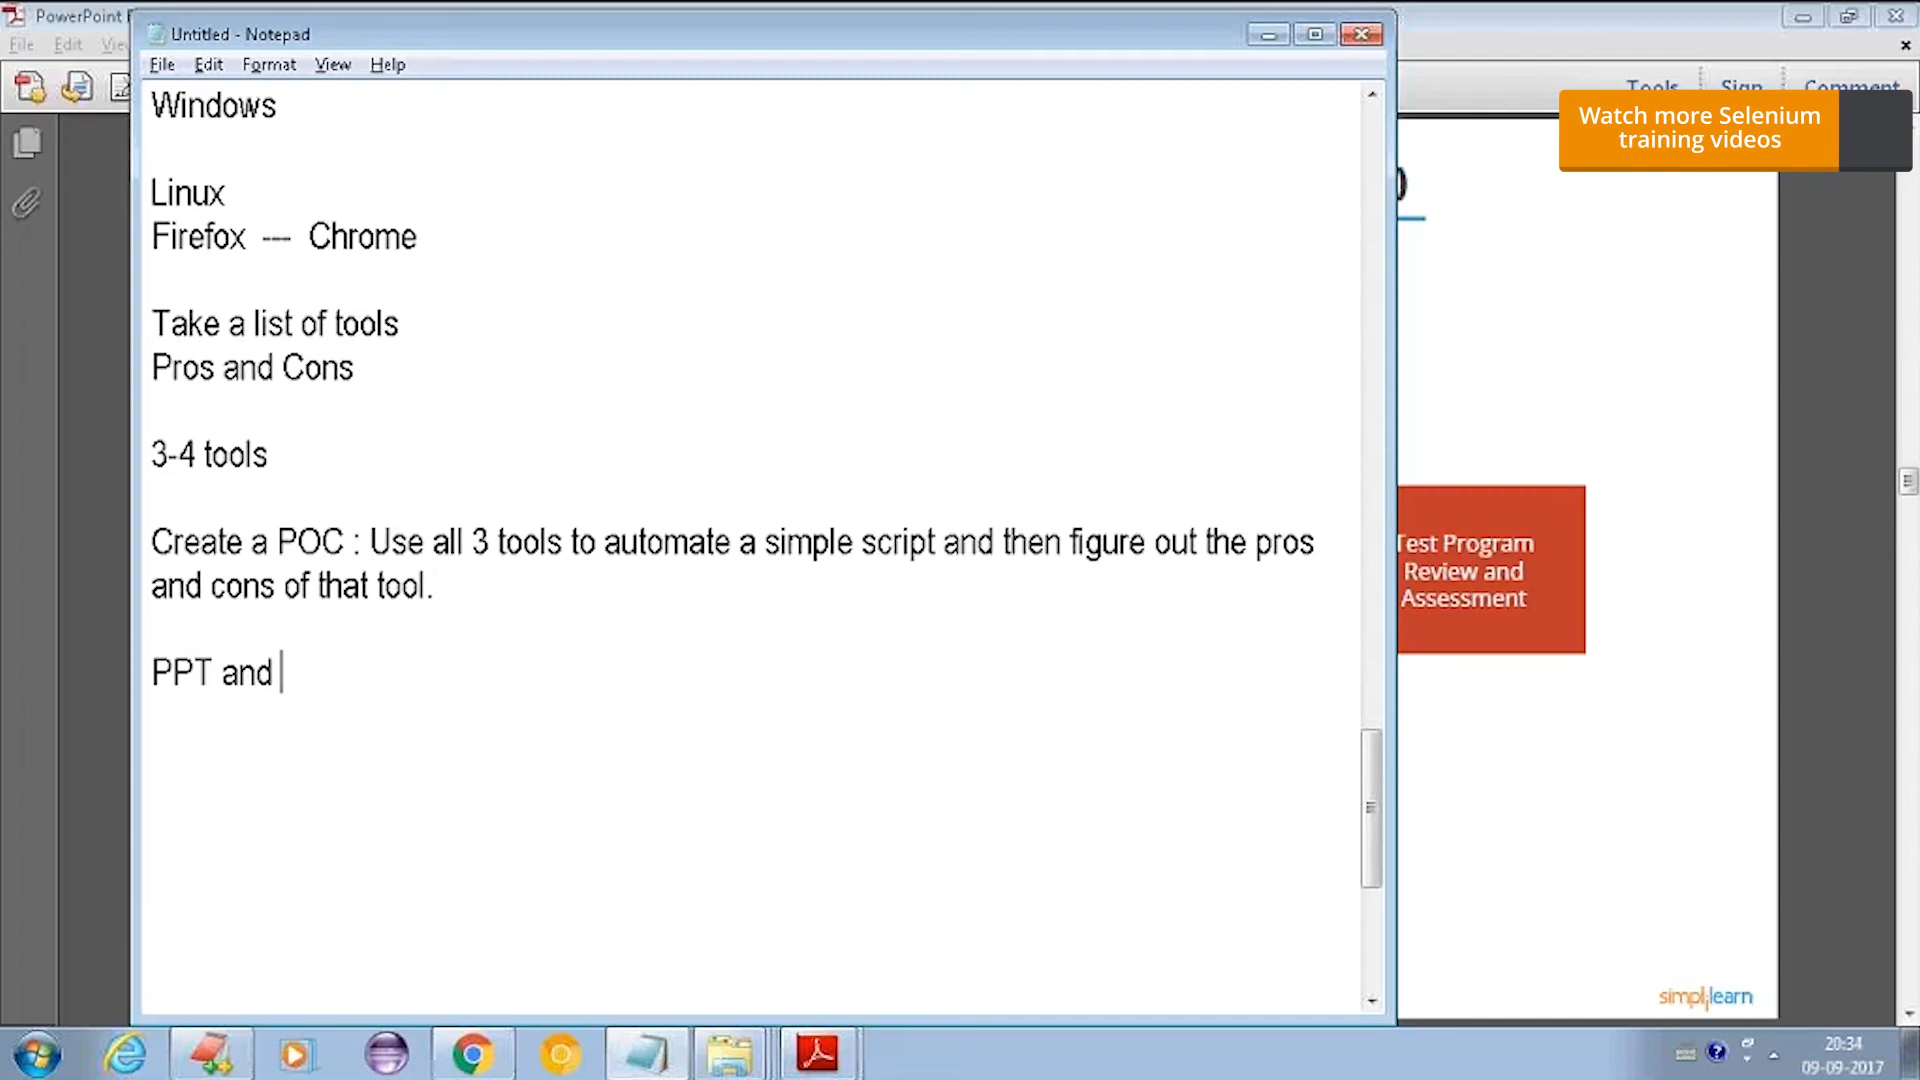 PowerPoint
File Edit
Untitled - Notepad
File Edit Format View Help
Tools Sign Comment
Watch more Selenium
training videos
Windows
Linux
Firefox --- Chrome
Take a list of tools
Pros and Cons
3-4 tools
Create a POC : Use all 3 tools to automate a simple script and then figure out the pros
and cons of that tool.
PPT and
Test Program
Review and
Assessment
simplilearn
20:34
09-09-2017